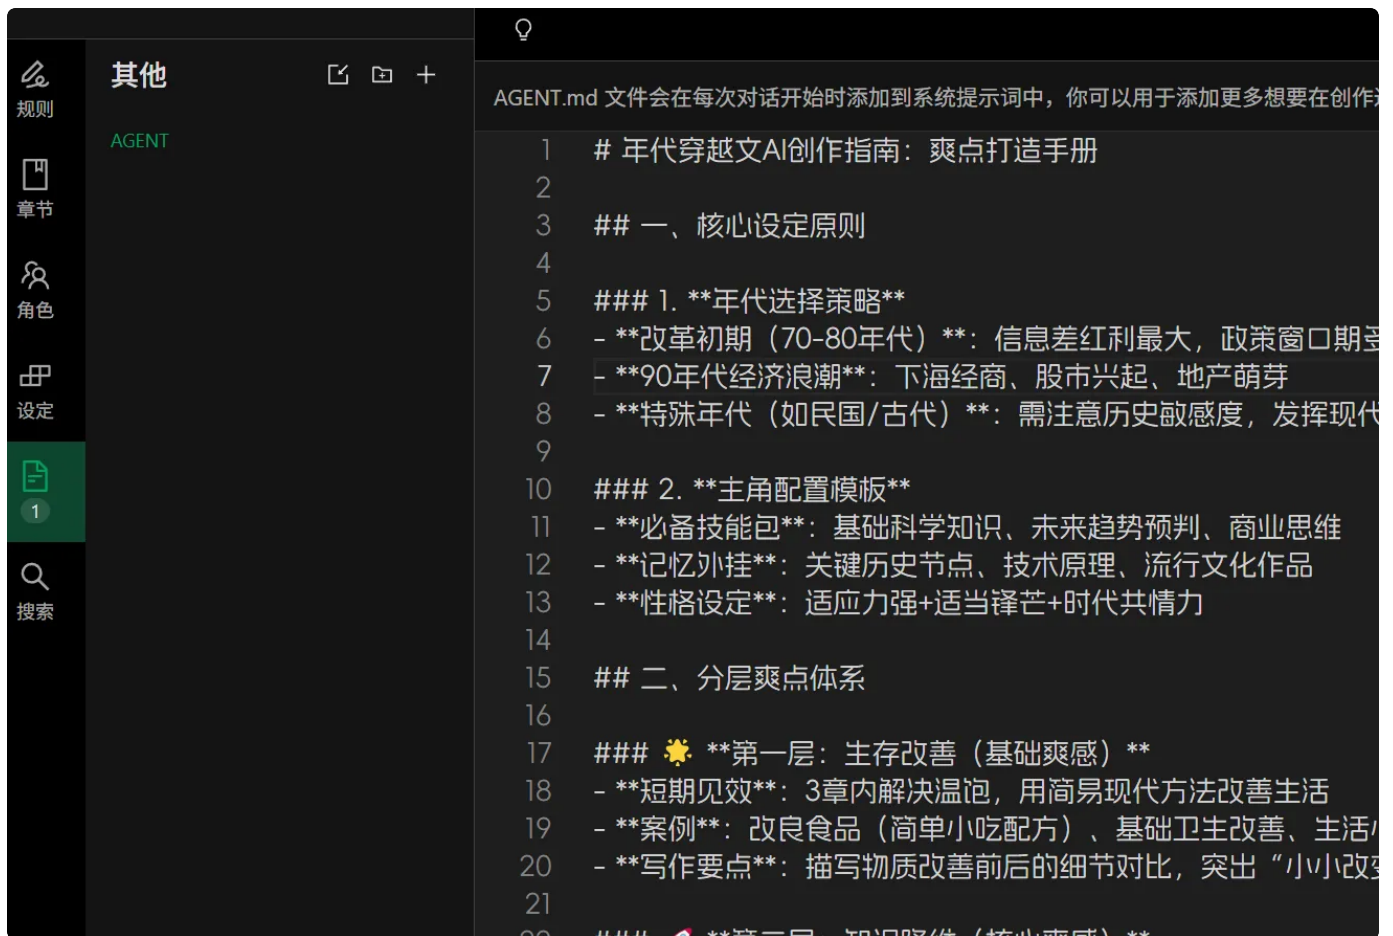 规则
章节
角色
设定
1
搜索
其他
AGENT
AGENT.md 文件会在每次对话开始时添加到系统提示词中，你可以用于添加更多想要在创作
1 # 年代穿越文AI创作指南：爽点打造手册
2
3 ## 一、核心设定原则
4
5 ### 1. **年代选择策略**
6 - **改革初期（70-80年代）**：信息差红利最大，政策窗口期
7 - **90年代经济浪潮**：下海经商、股市兴起、地产萌芽
8 - **特殊年代（如民国/古代）**：需注意历史敏感度，发挥现代
9
10 ### 2. **主角配置模板**
11 - **必备技能包**：基础科学知识、未来趋势预判、商业思维
12 - **记忆外挂**：关键历史节点、技术原理、流行文化作品
13 - **性格设定**：适应力强+适当锋芒+时代共情力
14
15 ## 二、分层爽点体系
16
17 ### 🌟 **第一层：生存改善（基础爽感）**
18 - **短期见效**：3章内解决温饱，用简易现代方法改善生活
19 - **案例**：改良食品（简单小吃配方）、基础卫生改善、生活
20 - **写作要点**：描写物质改善前后的细节对比，突出“小小改
21